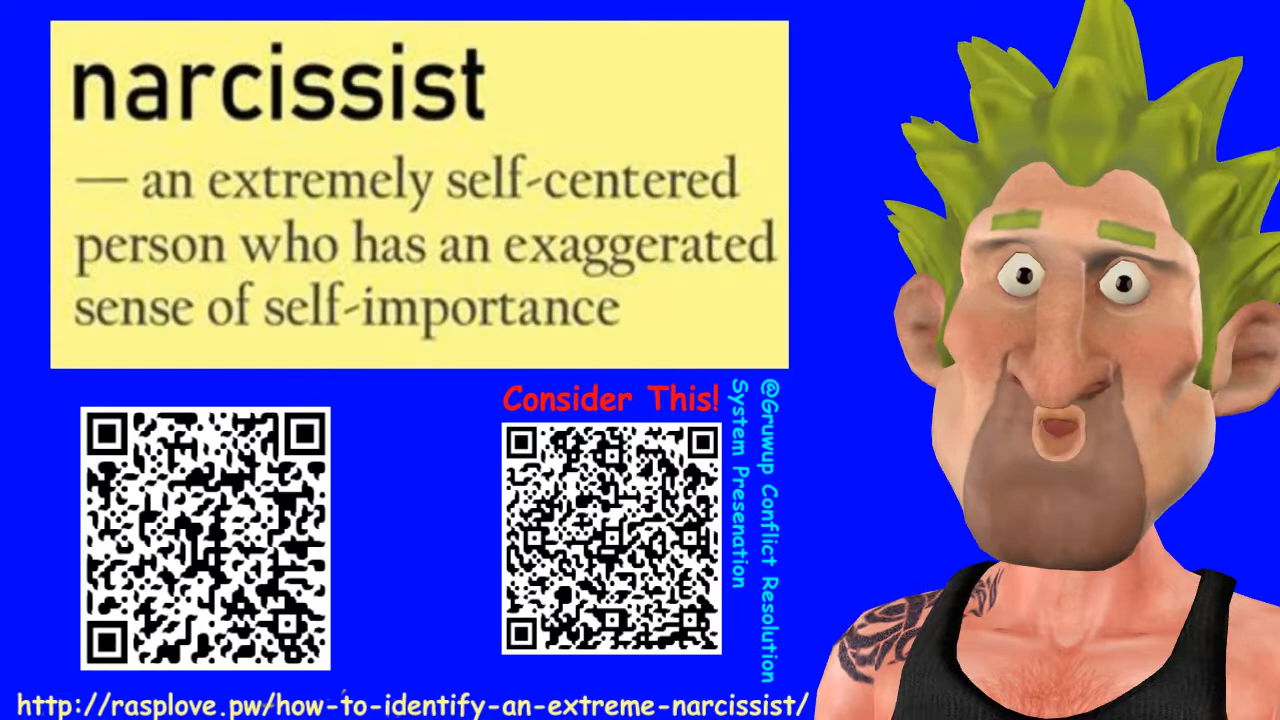 narcissist
— an extremely self-centered
person who has an exaggerated
sense of self-importance
Consider This!
@Gruwup Conflict Resolution
System Presenation
http://rasplove.pw/how-to-identify-an-extreme-narcissist/